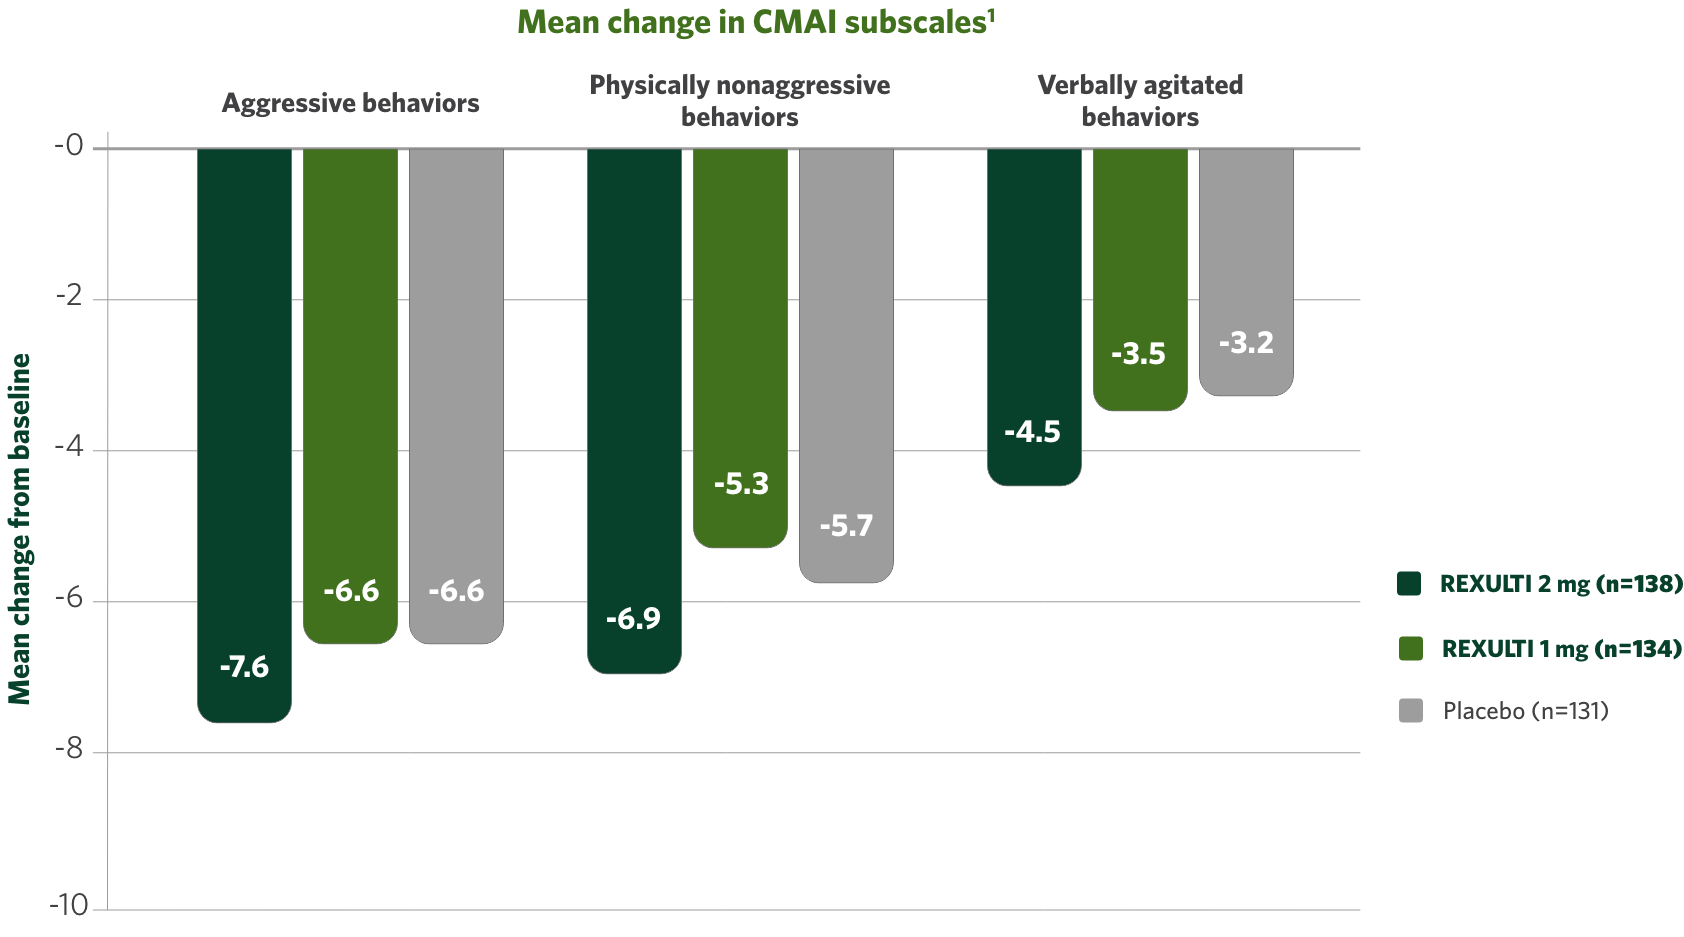 Mean change in CMAI subscales¹
Aggressive behaviors
Physically nonaggressive
behaviors
Verbally agitated
behaviors
Mean change from baseline
-0
-2
-4
-6
-8
-10
-7.6
-6.6
-6.6
-6.9
-5.3
-5.7
-4.5
-3.5
-3.2
REXULTI 2 mg (n=138)
REXULTI 1 mg (n=134)
Placebo (n=131)